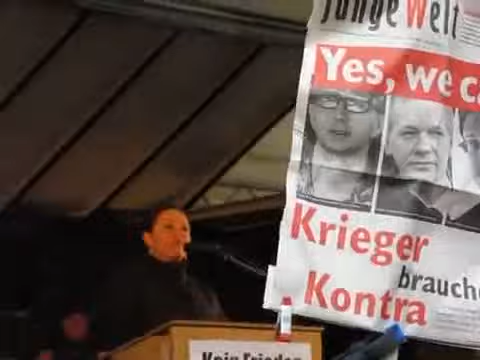 junge Welt
Yes, we ca
Krieger
brauche
Kontra
Kein Frieden